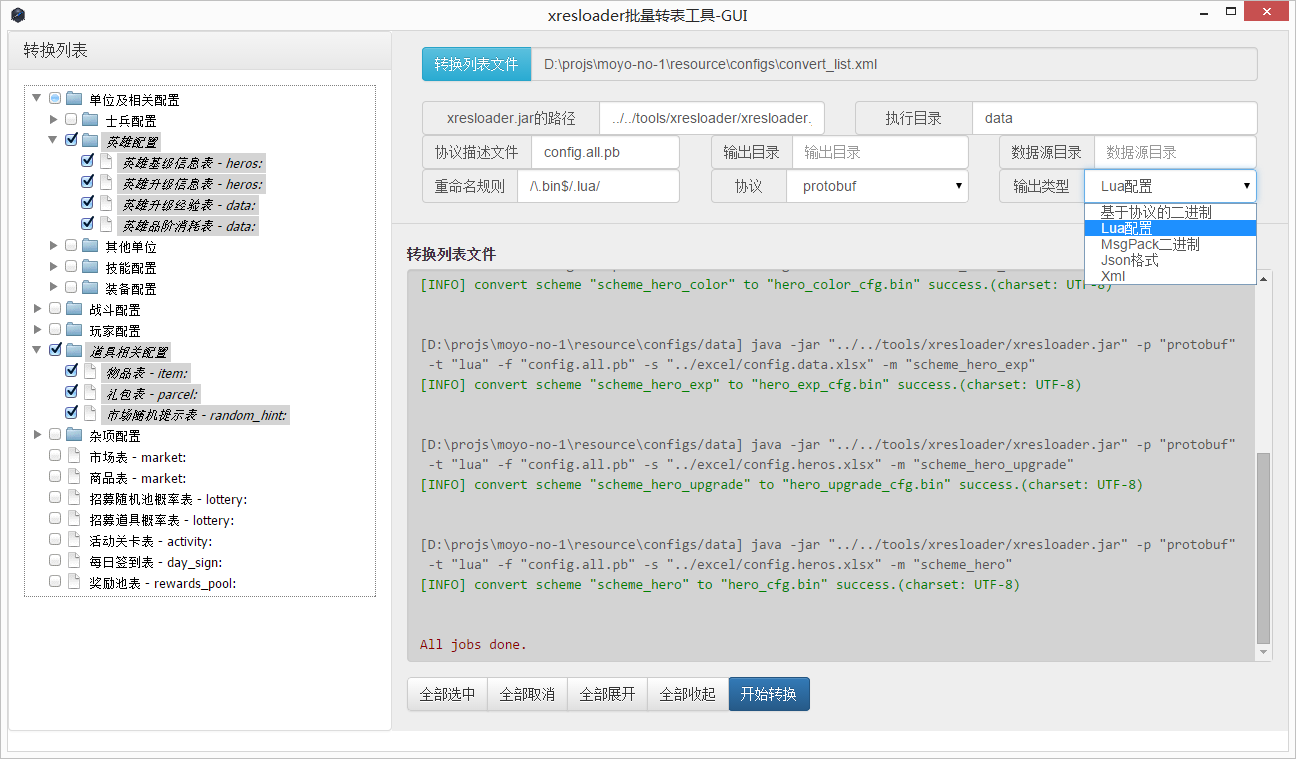 xresloader批量转表工具-GUI
转换列表
单位及相关配置
士兵配置
英雄配置
英雄基级信息表 - heros:
英雄升级信息表 - heros:
英雄升级经验表 - data:
英雄品阶消耗表 - data:
其他单位
技能配置
装备配置
战斗配置
玩家配置
道具相关配置
物品表 - item:
礼包表 - parcel:
市场随机提示表 - random_hint:
杂项配置
市场表 - market:
商品表 - market:
招募随机池概率表 - lottery:
招募道具概率表 - lottery:
活动关卡表 - activity:
每日签到表 - day_sign:
奖励池表 - rewards_pool:
转换列表文件 D:\projs\moyo-no-1\resource\configs\convert_list.xml
xresloader.jar的路径 ../../tools/xresloader/xresloader. 执行目录 data
协议描述文件 config.all.pb 输出目录 输出目录 数据源目录 数据源目录
重命名规则 /\.bin$/.lua/ 协议 protobuf 输出类型 Lua配置
基于协议的二进制
Lua配置
MsgPack二进制
Json格式
Xml
转换列表文件
[INFO] convert scheme "scheme_hero_color" to "hero_color_cfg.bin" success.(charset: UTF-8)
[D:\projs\moyo-no-1\resource\configs/data] java -jar "../../tools/xresloader/xresloader.jar" -p "protobuf"
-t "lua" -f "config.all.pb" -s "../excel/config.data.xlsx" -m "scheme_hero_exp"
[INFO] convert scheme "scheme_hero_exp" to "hero_exp_cfg.bin" success.(charset: UTF-8)
[D:\projs\moyo-no-1\resource\configs/data] java -jar "../../tools/xresloader/xresloader.jar" -p "protobuf"
-t "lua" -f "config.all.pb" -s "../excel/config.heros.xlsx" -m "scheme_hero_upgrade"
[INFO] convert scheme "scheme_hero_upgrade" to "hero_upgrade_cfg.bin" success.(charset: UTF-8)
[D:\projs\moyo-no-1\resource\configs/data] java -jar "../../tools/xresloader/xresloader.jar" -p "protobuf"
-t "lua" -f "config.all.pb" -s "../excel/config.heros.xlsx" -m "scheme_hero"
[INFO] convert scheme "scheme_hero" to "hero_cfg.bin" success.(charset: UTF-8)
All jobs done.
全部选中 全部取消 全部展开 全部收起 开始转换